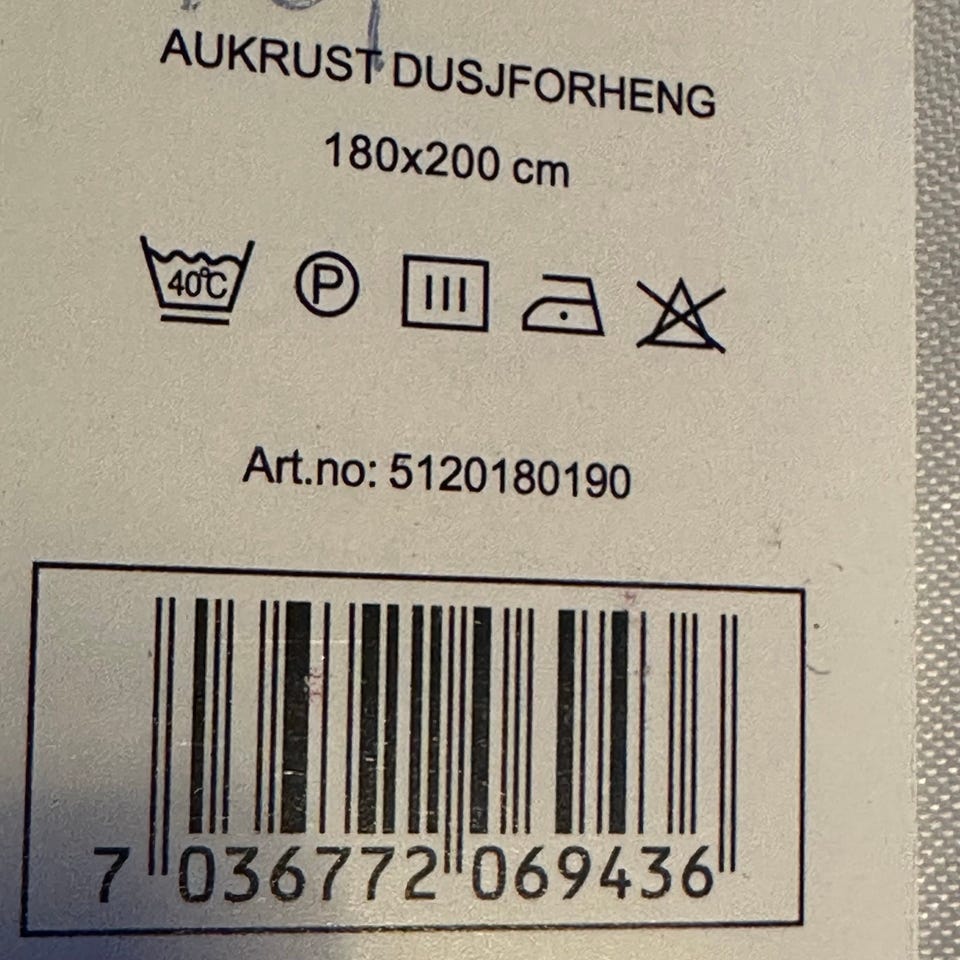 AUKRUST DUSJFORHENG
180x200 cm
40°C P
Art.no: 5120180190
7 036772 069436